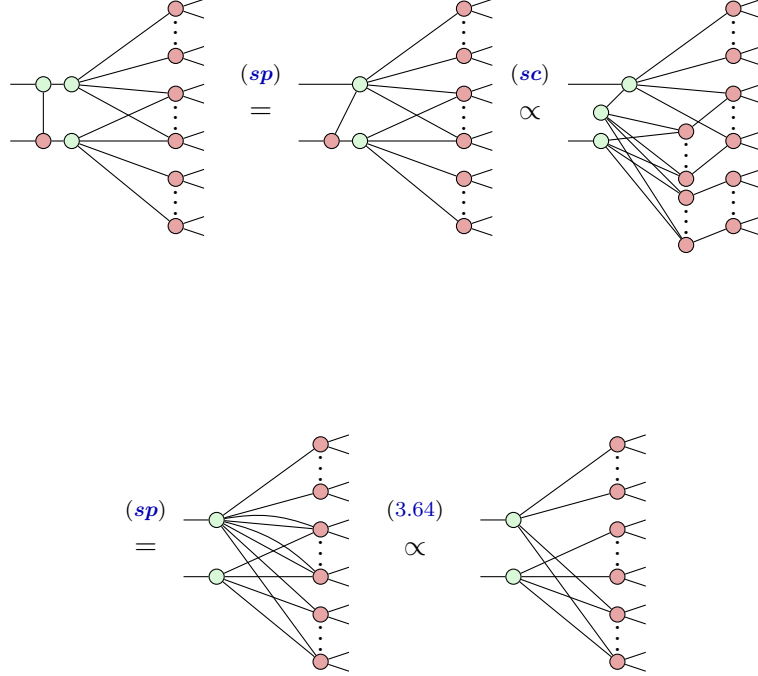 (sp) (sc)
= ∝
(sp) (3.64)
= ∝